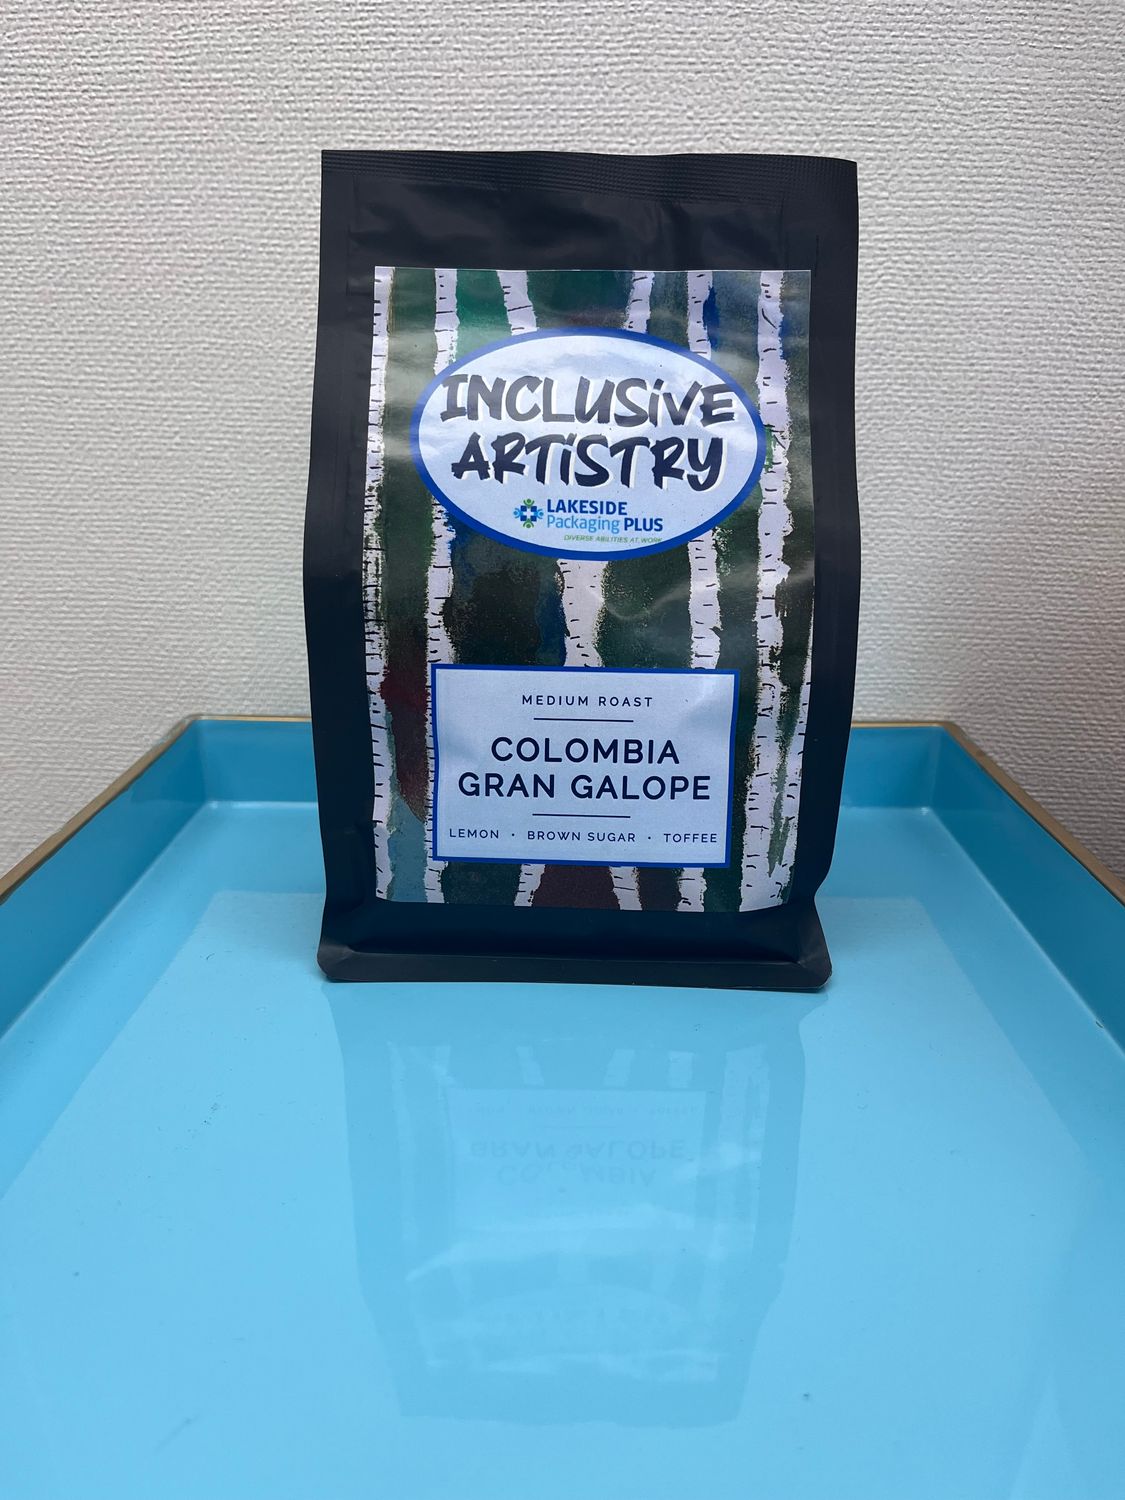 INCLUSiVE
ARTiSTRY
LAKESIDE
Packaging PLUS
DIVERSE ABILITIES AT WORK
MEDIUM ROAST
COLOMBIA
GRAN GALOPE
LEMON · BROWN SUGAR · TOFFEE